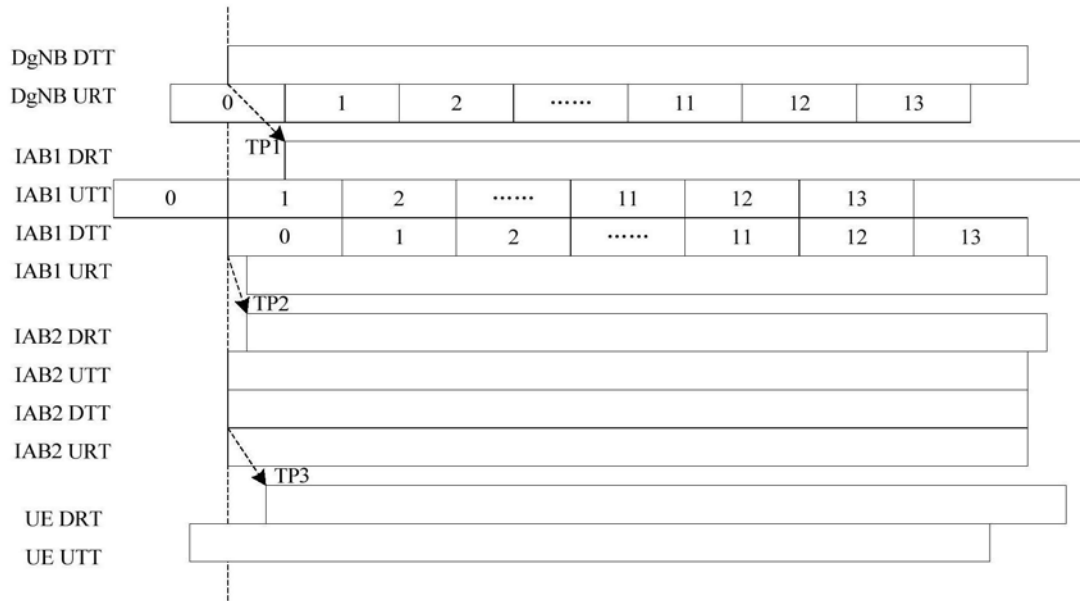 DgNB DTT
DgNB URT 0 1 2 ...... 11 12 13
TP1
IAB1 DRT
IAB1 UTT 0 1 2 ...... 11 12 13
IAB1 DTT 0 1 2 ...... 11 12 13
IAB1 URT
TP2
IAB2 DRT
IAB2 UTT
IAB2 DTT
IAB2 URT
TP3
UE DRT
UE UTT